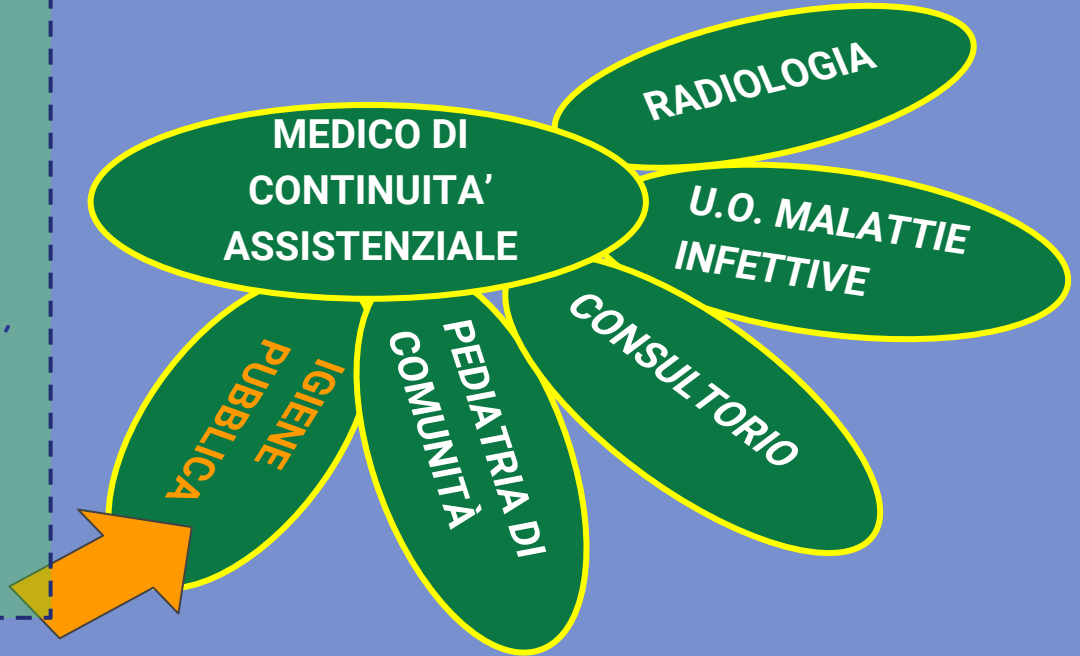 RADIOLOGIA
MEDICO DI
CONTINUITA’
ASSISTENZIALE
U.O. MALATTIE
INFETTIVE
CONSULTORIO
PEDIATRIA DI
COMUNITÀ
IGIENE
PUBBLICA